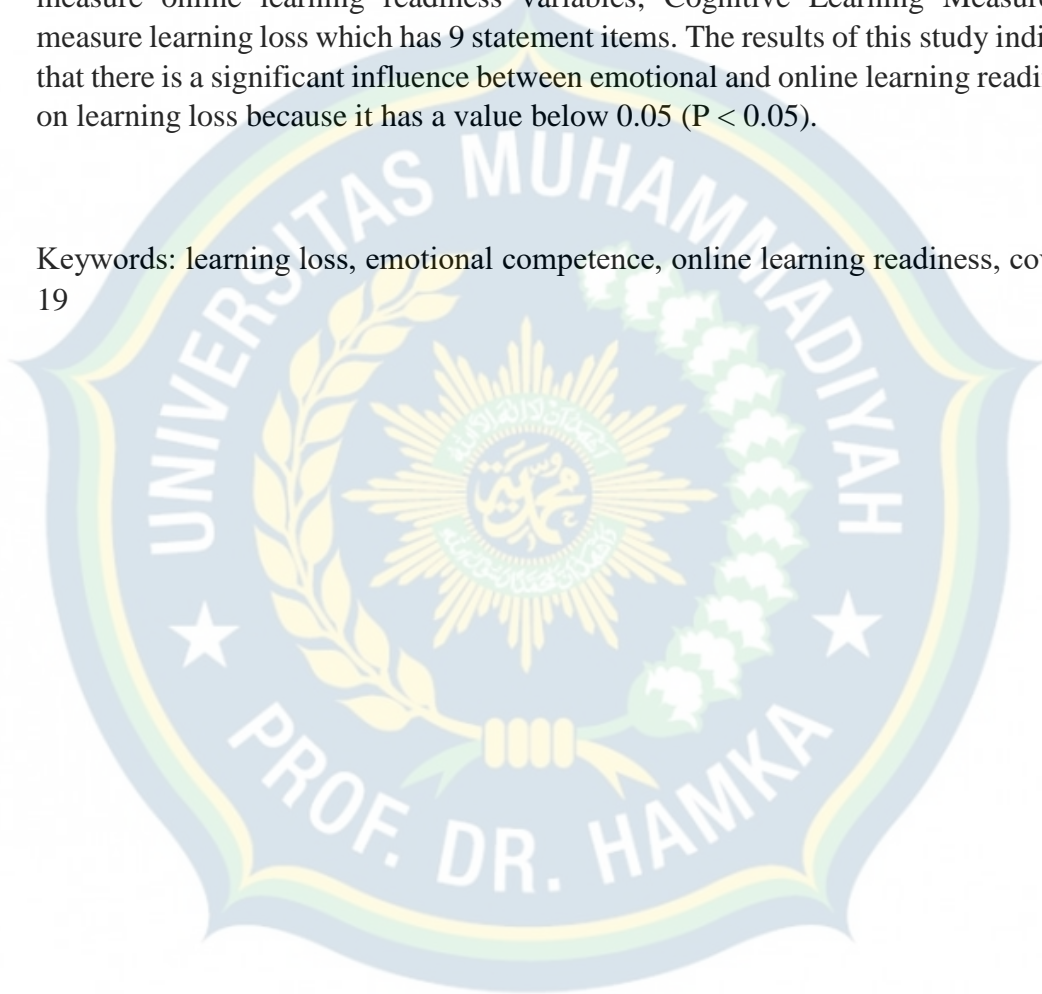 measure online learning readiness variables, Cognitive Learning Measure
measure learning loss which has 9 statement items. The results of this study indi
that there is a significant influence between emotional and online learning readi
on learning loss because it has a value below 0.05 (P < 0.05).
Keywords: learning loss, emotional competence, online learning readiness, co
19
UNIVERSITAS MUHAMMADIYAH
محمد
PROF. DR. HAMKA